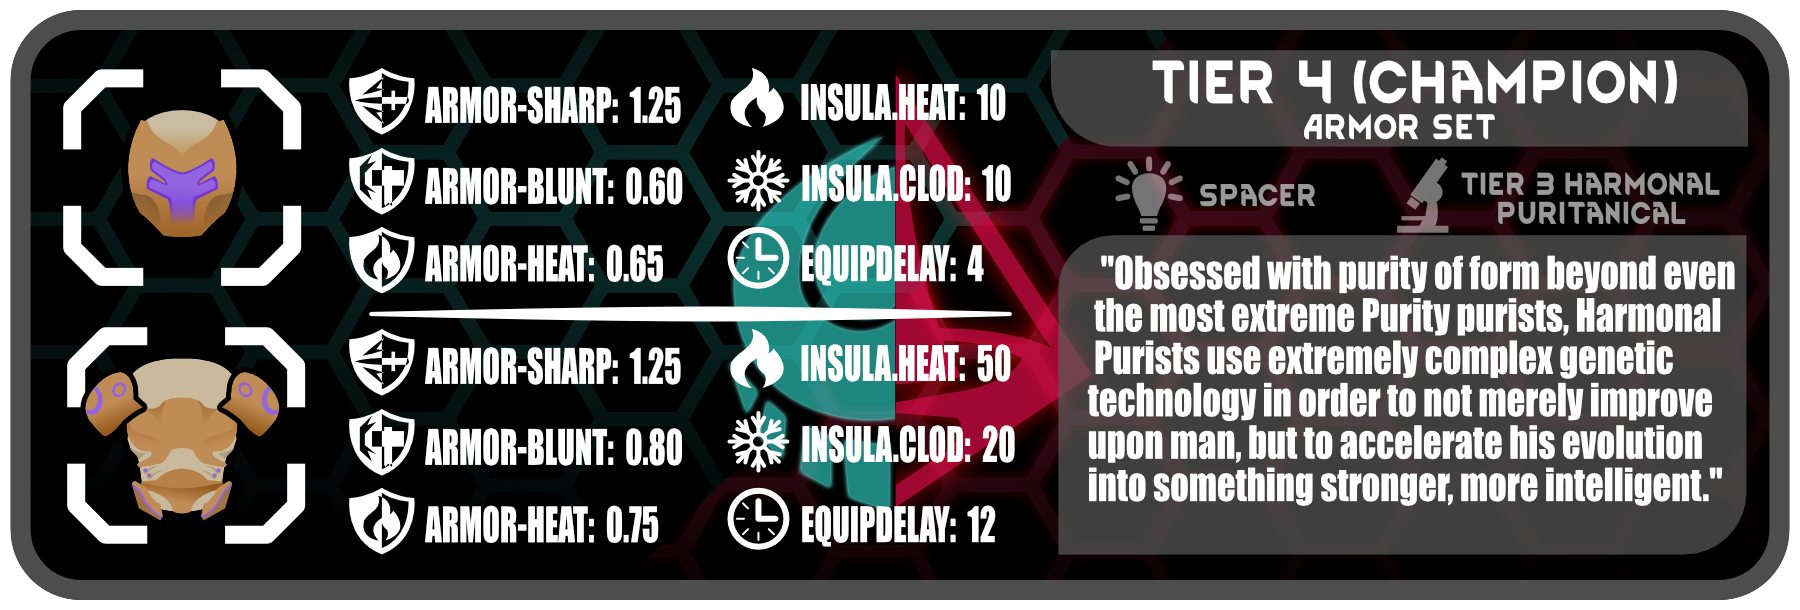 ARMOR-SHARP: 1.25
INSULA.HEAT: 10
ARMOR-BLUNT: 0.60
INSULA.CLOD: 10
ARMOR-HEAT: 0.65
EQUIPDELAY: 4
ARMOR-SHARP: 1.25
INSULA.HEAT: 50
ARMOR-BLUNT: 0.80
INSULA.CLOD: 20
ARMOR-HEAT: 0.75
EQUIPDELAY: 12
TIER 4 (CHAMPION)
ARMOR SET
SPACER
TIER 3 HARMONAL
PURITANICAL
"Obsessed with purity of form beyond even
the most extreme Purity purists, Harmonal
Purists use extremely complex genetic
technology in order to not merely improve
upon man, but to accelerate his evolution
into something stronger, more intelligent."